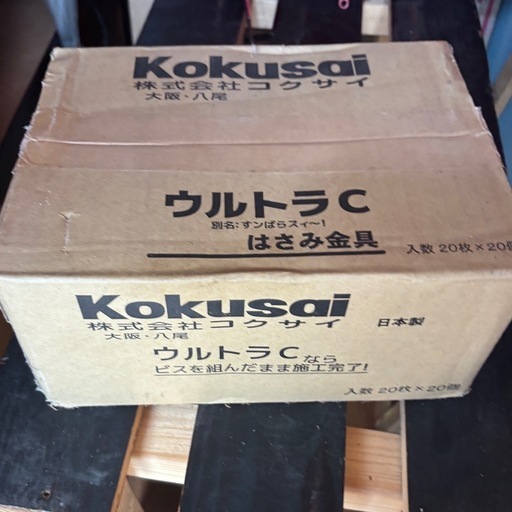 Kokusai
株式会社コクサイ
大阪・八尾
ウルトラC
別名:すンばらスィ〜!
はさみ金具
入数 20枚×20個
Kokusai
株式会社コクサイ 日本製
大阪・八尾
ウルトラCなら
ビスを組んだまま施工完了!
入数 20枚×20個